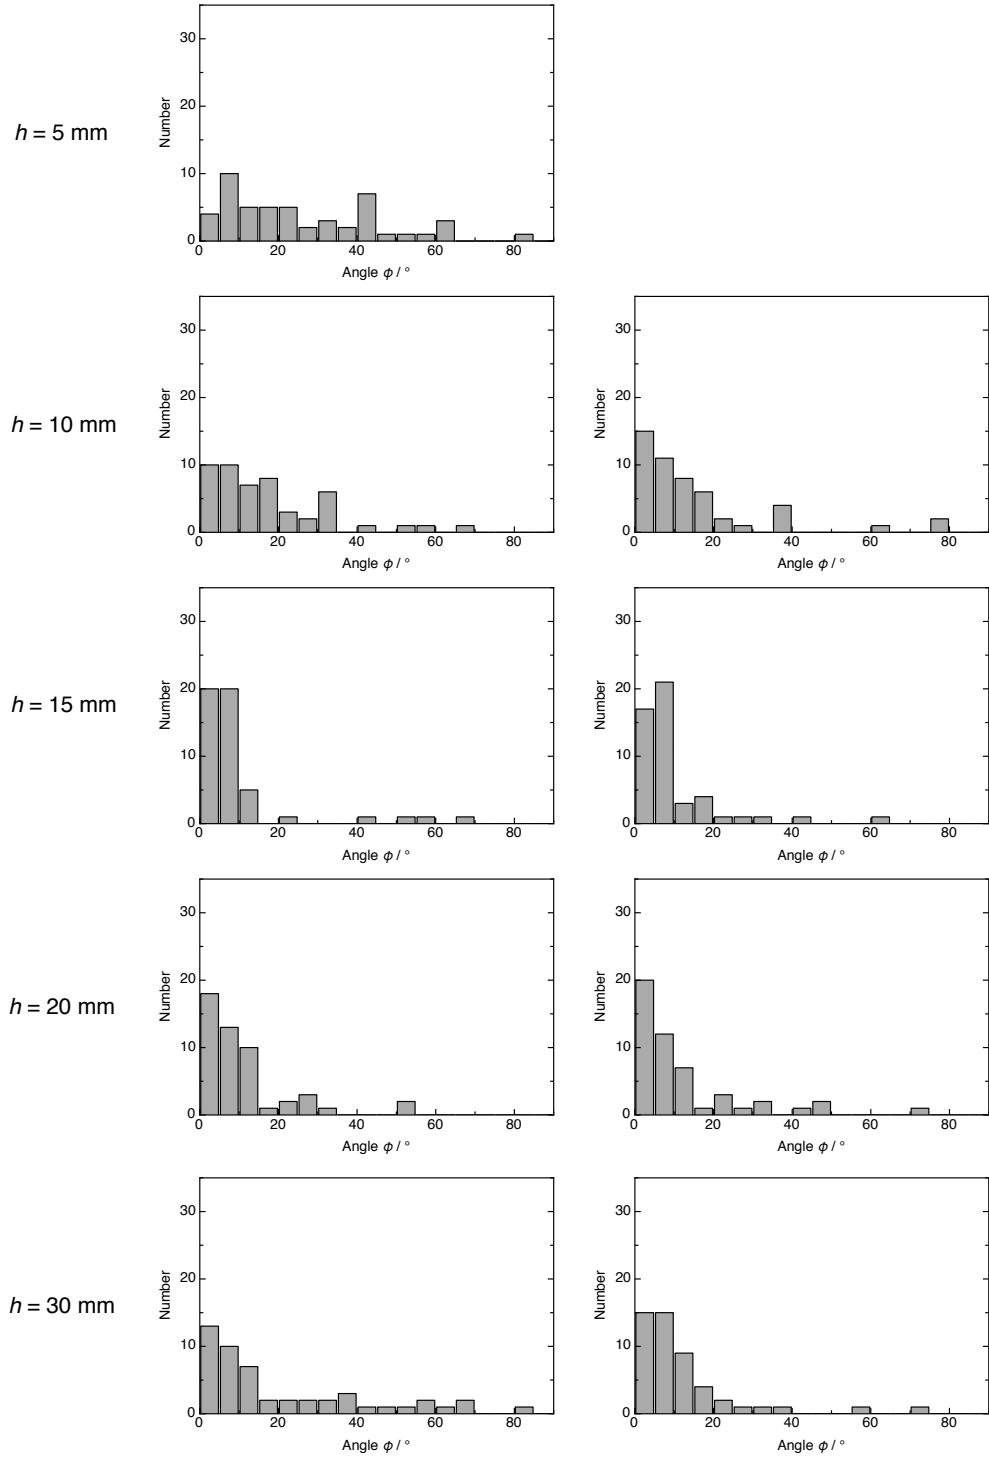 30
20
Number
h = 5 mm
10
0
0 20 40 60 80
Angle ϕ / °
30 30
20 20
h = 10 mm Number Number
10 10
0 0
0 20 40 60 80 0 20 40 60 80
Angle ϕ / ° Angle ϕ / °
30 30
20 20
h = 15 mm Number Number
10 10
0 0
0 20 40 60 80 0 20 40 60 80
Angle ϕ / ° Angle ϕ / °
30 30
20 20
h = 20 mm Number Number
10 10
0 0
0 20 40 60 80 0 20 40 60 80
Angle ϕ / ° Angle ϕ / °
30 30
20 20
h = 30 mm Number Number
10 10
0 0
0 20 40 60 80 0 20 40 60 80
Angle ϕ / ° Angle ϕ / °